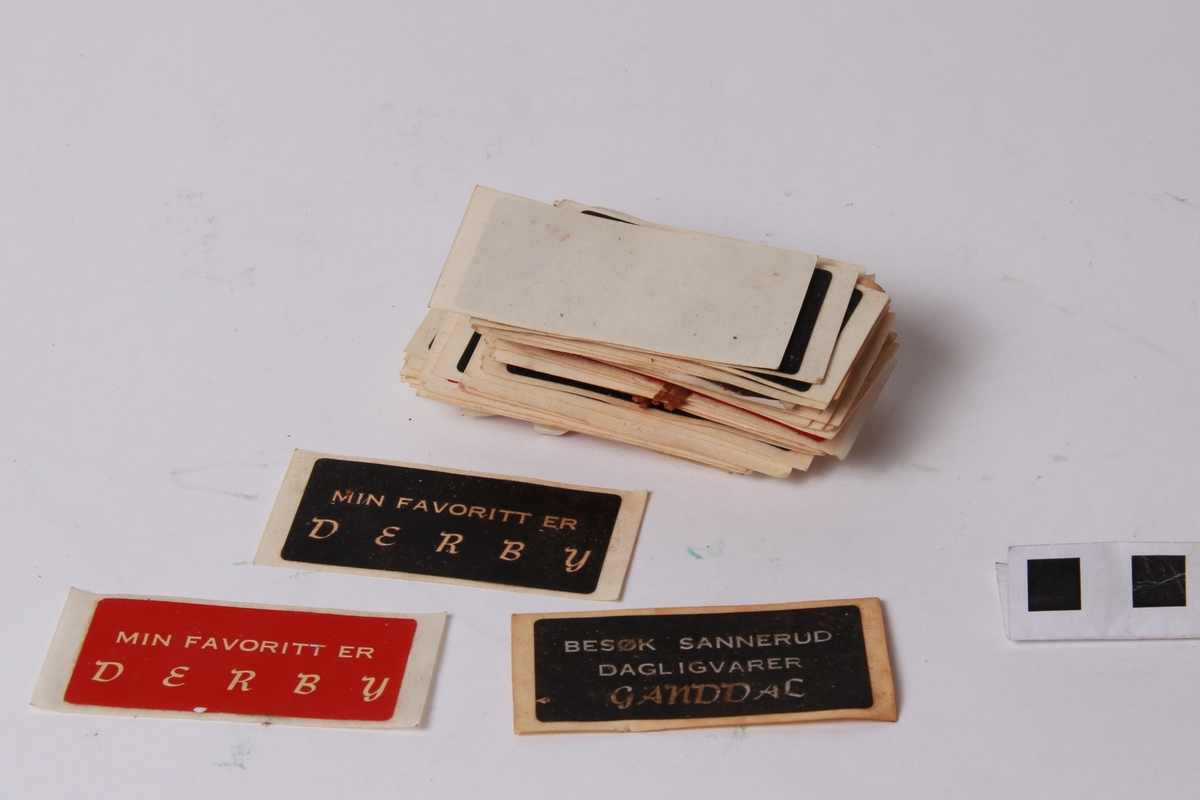 MIN FAVORITT ER
DERBY
MIN FAVORITT ER
DERBY
BESØK SANNERUD
DAGLIGVARER
GANDDAL